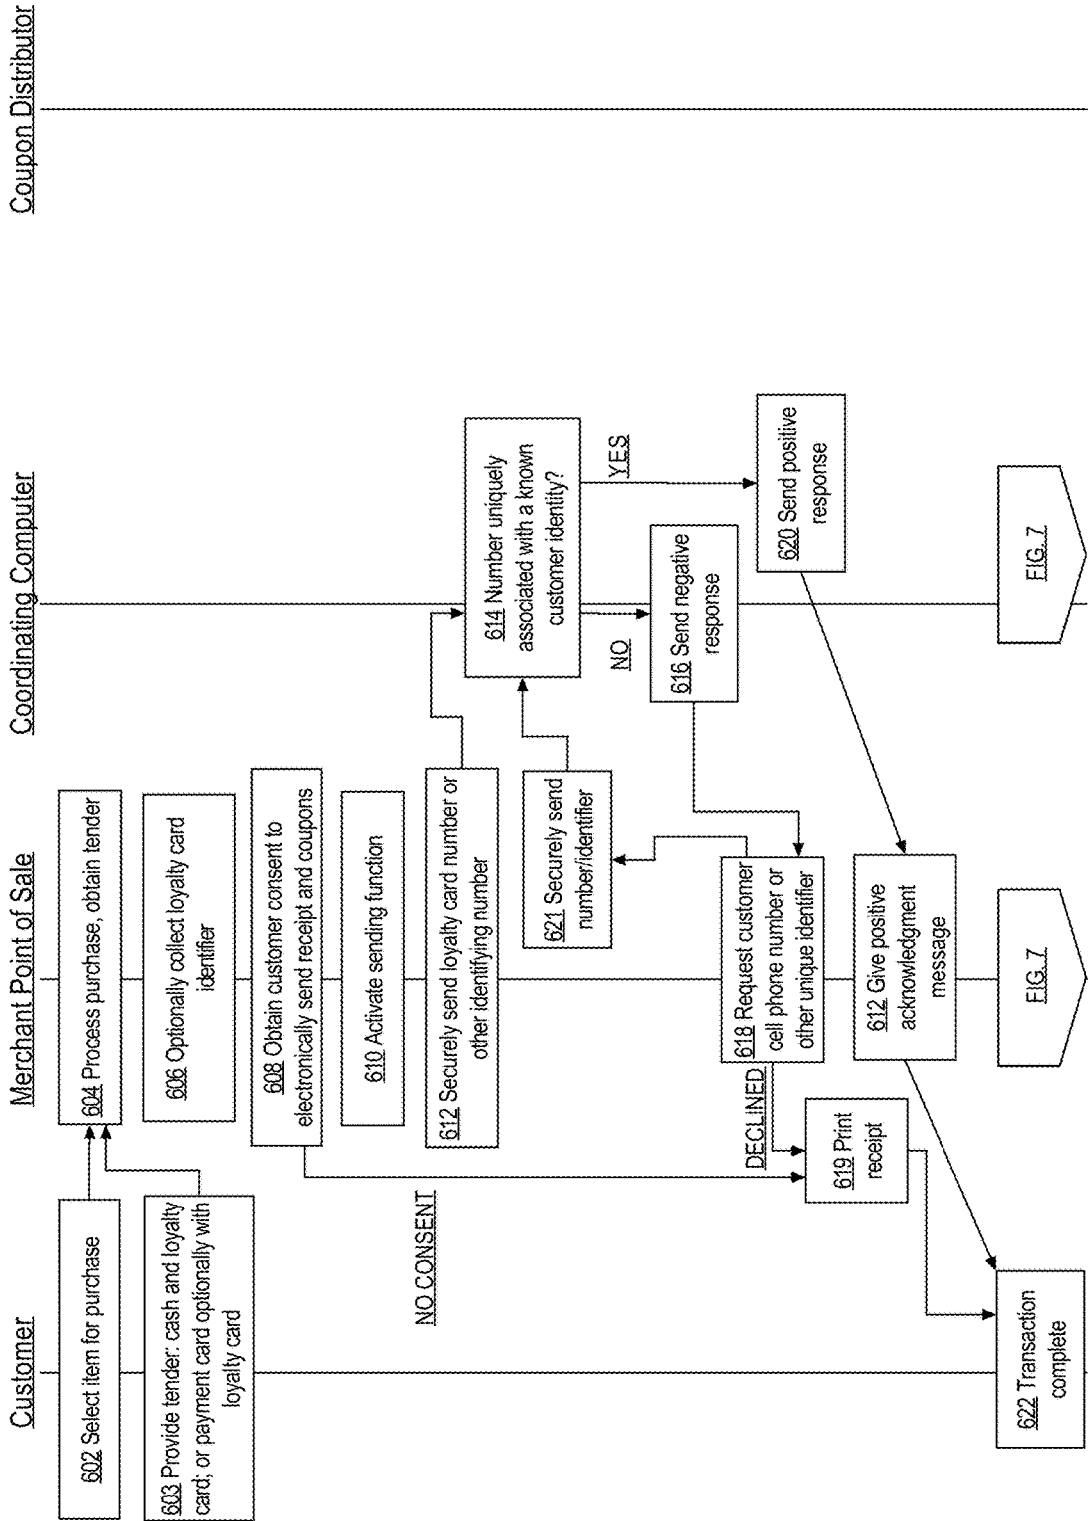 Customer
Merchant Point of Sale
Coordinating Computer
Coupon Distributor
602 Select item for purchase
604 Process purchase, obtain tender
603 Provide tender: cash and loyalty
card; or payment card optionally with
loyalty card
606 Optionally collect loyalty card
identifier
608 Obtain customer consent to
electronically send receipt and coupons
610 Activate sending function
NO CONSENT
612 Securely send loyalty card number or
other identifying number
614 Number uniquely
associated with a known
customer identity?
621 Securely send
number/identifier
NO
YES
616 Send negative
response
618 Request customer
cell phone number or
other unique identifier
DECLINED
620 Send positive
response
619 Print
receipt
612 Give positive
acknowledgment
message
622 Transaction
complete
FIG. 7
FIG. 7